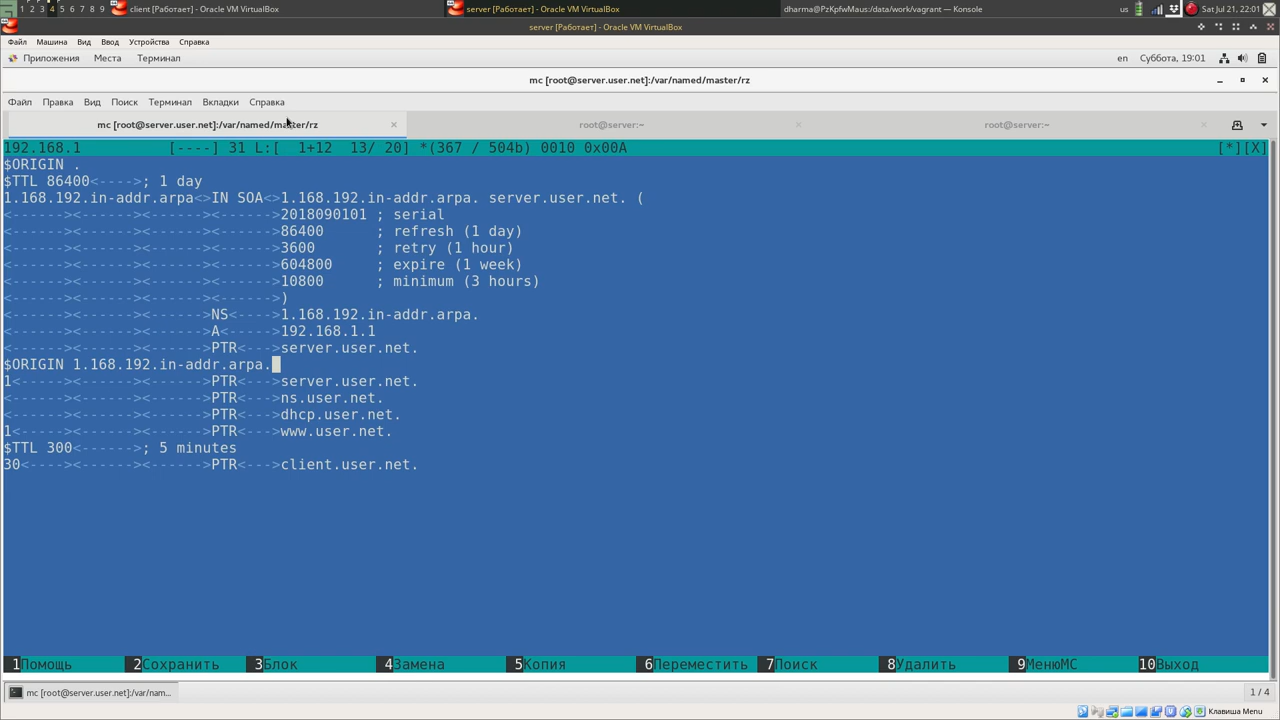 1 2 3 4 5 6 7 8 9 client [Работает] - Oracle VM VirtualBox server [Работает] - Oracle VM VirtualBox dharma@PzKpfwMaus:/data/work/vagrant — Konsole us Sat Jul 21, 22:01
server [Работает] - Oracle VM VirtualBox
Файл Машина Вид Ввод Устройства Справка
Приложения Места Терминал en Суббота, 19:01
mc [root@server.user.net]:/var/named/master/rz
Файл Правка Вид Поиск Терминал Вкладки Справка
mc [root@server.user.net]:/var/named/master/rz × root@server:~ × root@server:~ ×
192.168.1 [----] 31 L:[ 1+12 13/ 20] *(367 / 504b) 0010 0x00A [*][X]
$ORIGIN .
$TTL 86400<---->; 1 day
1.168.192.in-addr.arpa<>IN SOA<>1.168.192.in-addr.arpa. server.user.net. (
<------><------><------><------>2018090101 ; serial
<------><------><------><------>86400 ; refresh (1 day)
<------><------><------><------>3600 ; retry (1 hour)
<------><------><------><------>604800 ; expire (1 week)
<------><------><------><------>10800 ; minimum (3 hours)
<------><------><------><------>)
<------><------><------>NS<---->1.168.192.in-addr.arpa.
<------><------><------>A<----->192.168.1.1
<------><------><------>PTR<--->server.user.net.
$ORIGIN 1.168.192.in-addr.arpa.
1<-----><------><------>PTR<--->server.user.net.
<------><------><------>PTR<--->ns.user.net.
<------><------><------>PTR<--->dhcp.user.net.
1<-----><------><------>PTR<--->www.user.net.
$TTL 300<------>; 5 minutes
30<----><------><------>PTR<--->client.user.net.
1Помощь 2Сохранить 3Блок 4Замена 5Копия 6Переместить 7Поиск 8Удалить 9МенюMC 10Выход
mc [root@server.user.net]:/var/nam... 1 / 4
Клавиша Menu